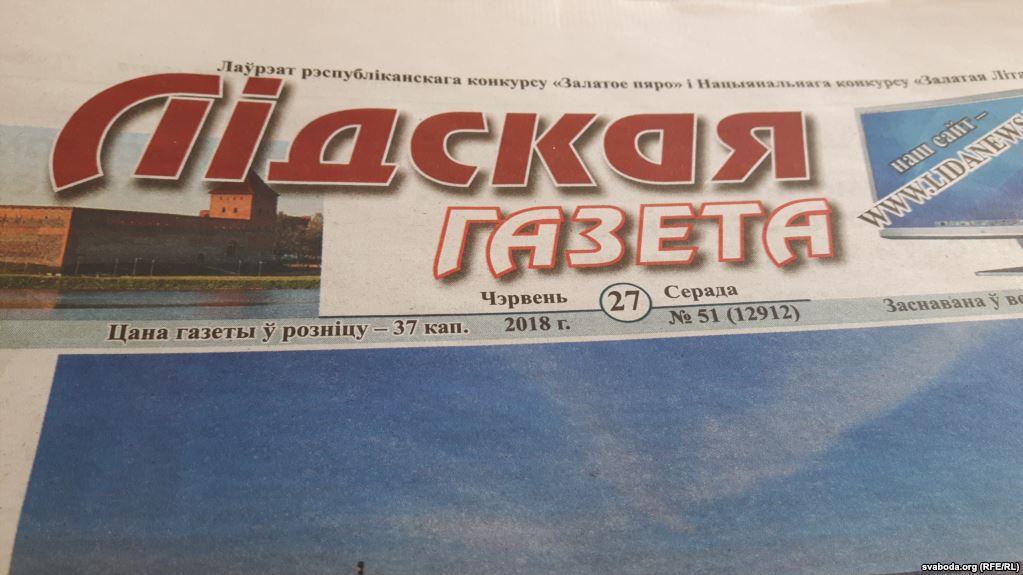 Лаўрэат рэспубліканскага конкурсу «Залатое пяро» і Нацыянальнага конкурсу «Залатая Літа
Лідская
газета
наш сайт –
WWW.LIDANEWS
Чэрвень 27 Серада
2018 г. № 51 (12912)
Цана газеты ў розніцу – 37 кап.
Заснавана ў
svaboda.org (RFE/RL)